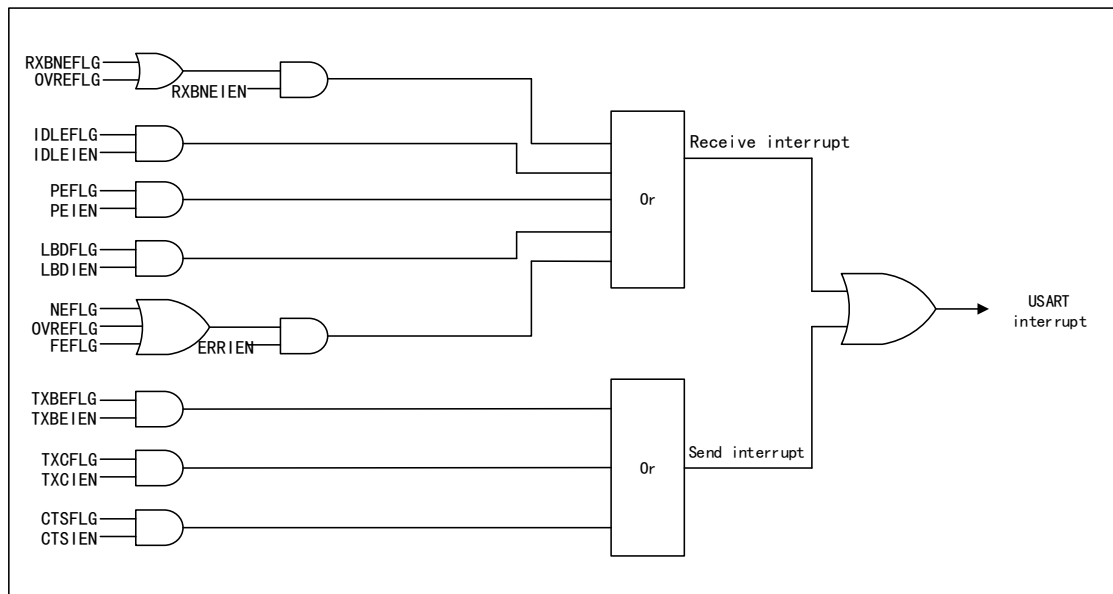 RXBNEFLG
OVREFLG
RXBNEIEN
IDLEFLG
IDLEIEN
PEFLG
PEIEN
LBDFLG
LBDIEN
NEFLG
OVREFLG
FEFLG
ERRIEN
Or
Receive interrupt
TXBEFLG
TXBEIEN
TXCFLG
TXCIEN
CTSFLG
CTSIEN
Or
Send interrupt
USART
interrupt